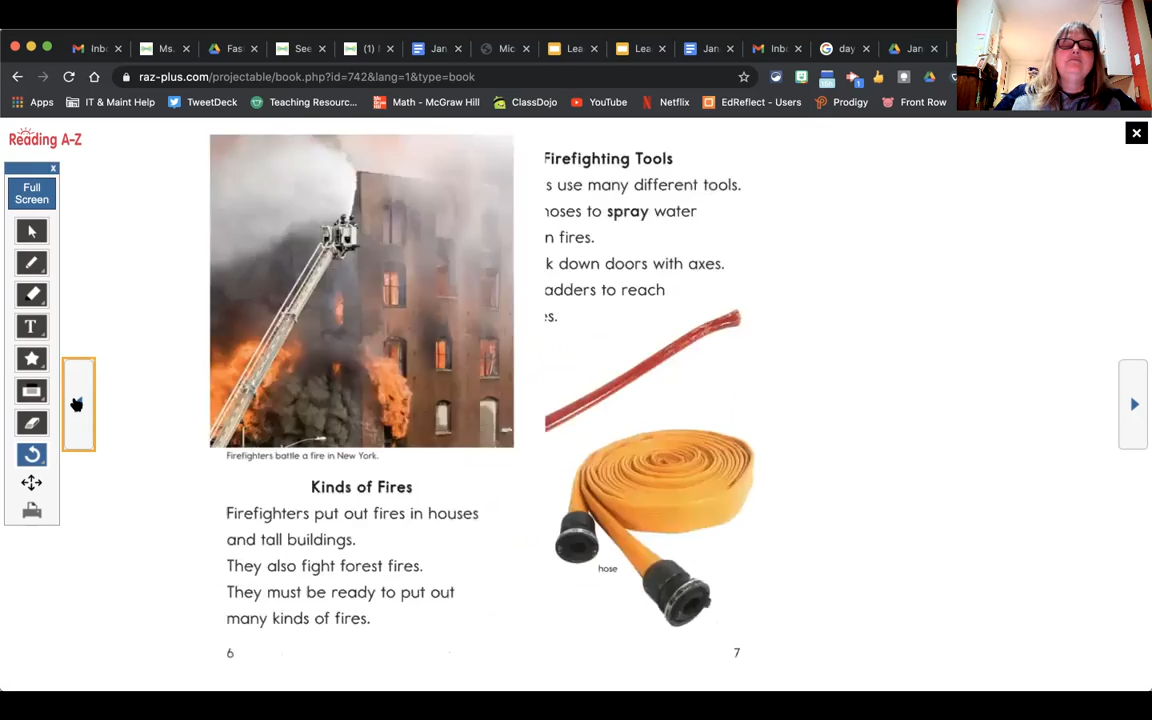 Inb
Ms.
Fas
See
(1)
Jan
Mic
Lea
Lea
Jan
Inb
day
Jan
raz-plus.com/projectable/book.php?id=742&lang=1&type=book
Apps
IT & Maint Help
TweetDeck
Teaching Resourc...
Math - McGraw Hill
ClassDojo
YouTube
Netflix
EdReflect - Users
Prodigy
Front Row
Reading A-Z
x
Full
Screen
T
Firefighters battle a fire in New York.
Kinds of Fires
Firefighters put out fires in houses
and tall buildings.
They also fight forest fires.
They must be ready to put out
many kinds of fires.
6
Firefighting Tools
s use many different tools.
hoses to spray water
n fires.
k down doors with axes.
adders to reach
es.
hose
7